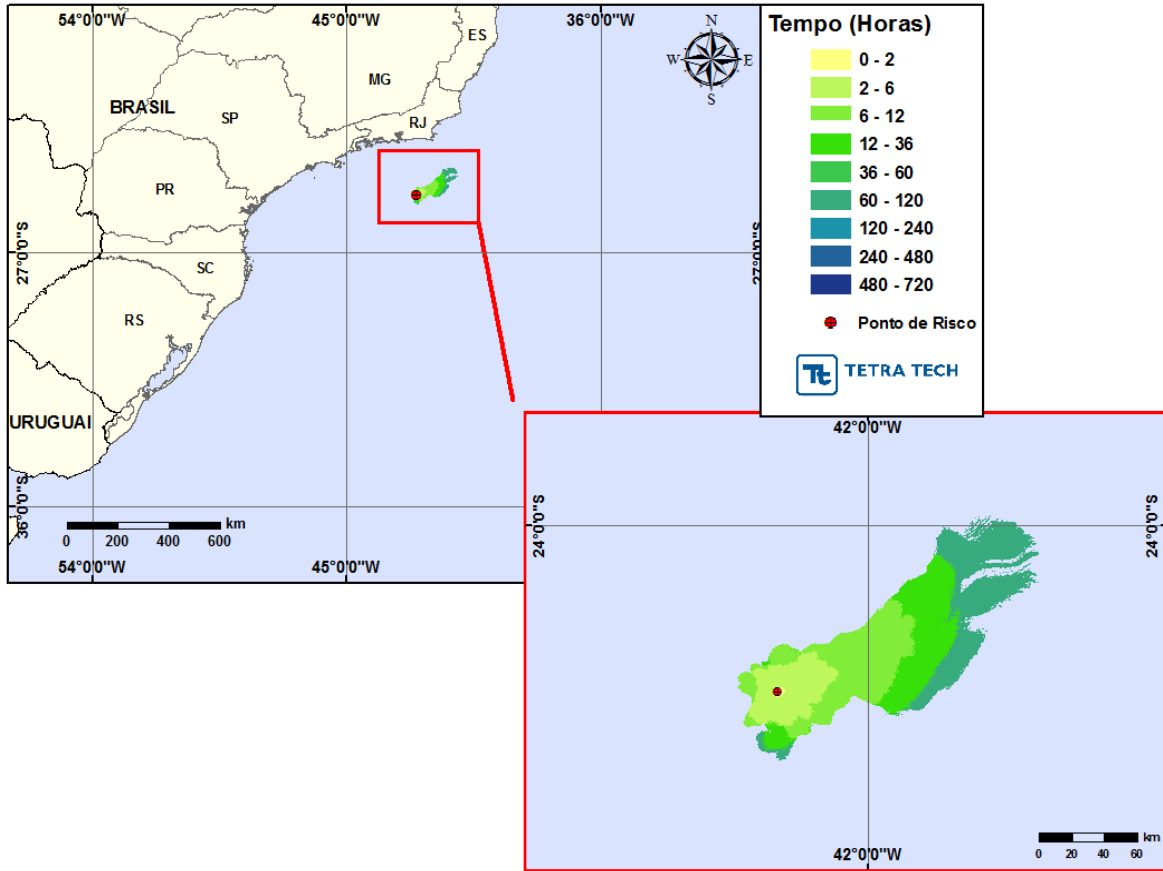 54°0'0"W
45°0'0"W
36°0'0"W
ES
MG
BRASIL
SP
RJ
PR
27°0'0"S
27°0'0"S
SC
RS
URUGUAI
36°0'0"S
km
0 200 400 600
54°0'0"W
45°0'0"W
N
W E
S
Tempo (Horas)
0 - 2
2 - 6
6 - 12
12 - 36
36 - 60
60 - 120
120 - 240
240 - 480
480 - 720
Ponto de Risco
Tt TETRA TECH
42°0'0"W
24°0'0"S
24°0'0"S
42°0'0"W
km
0 20 40 60